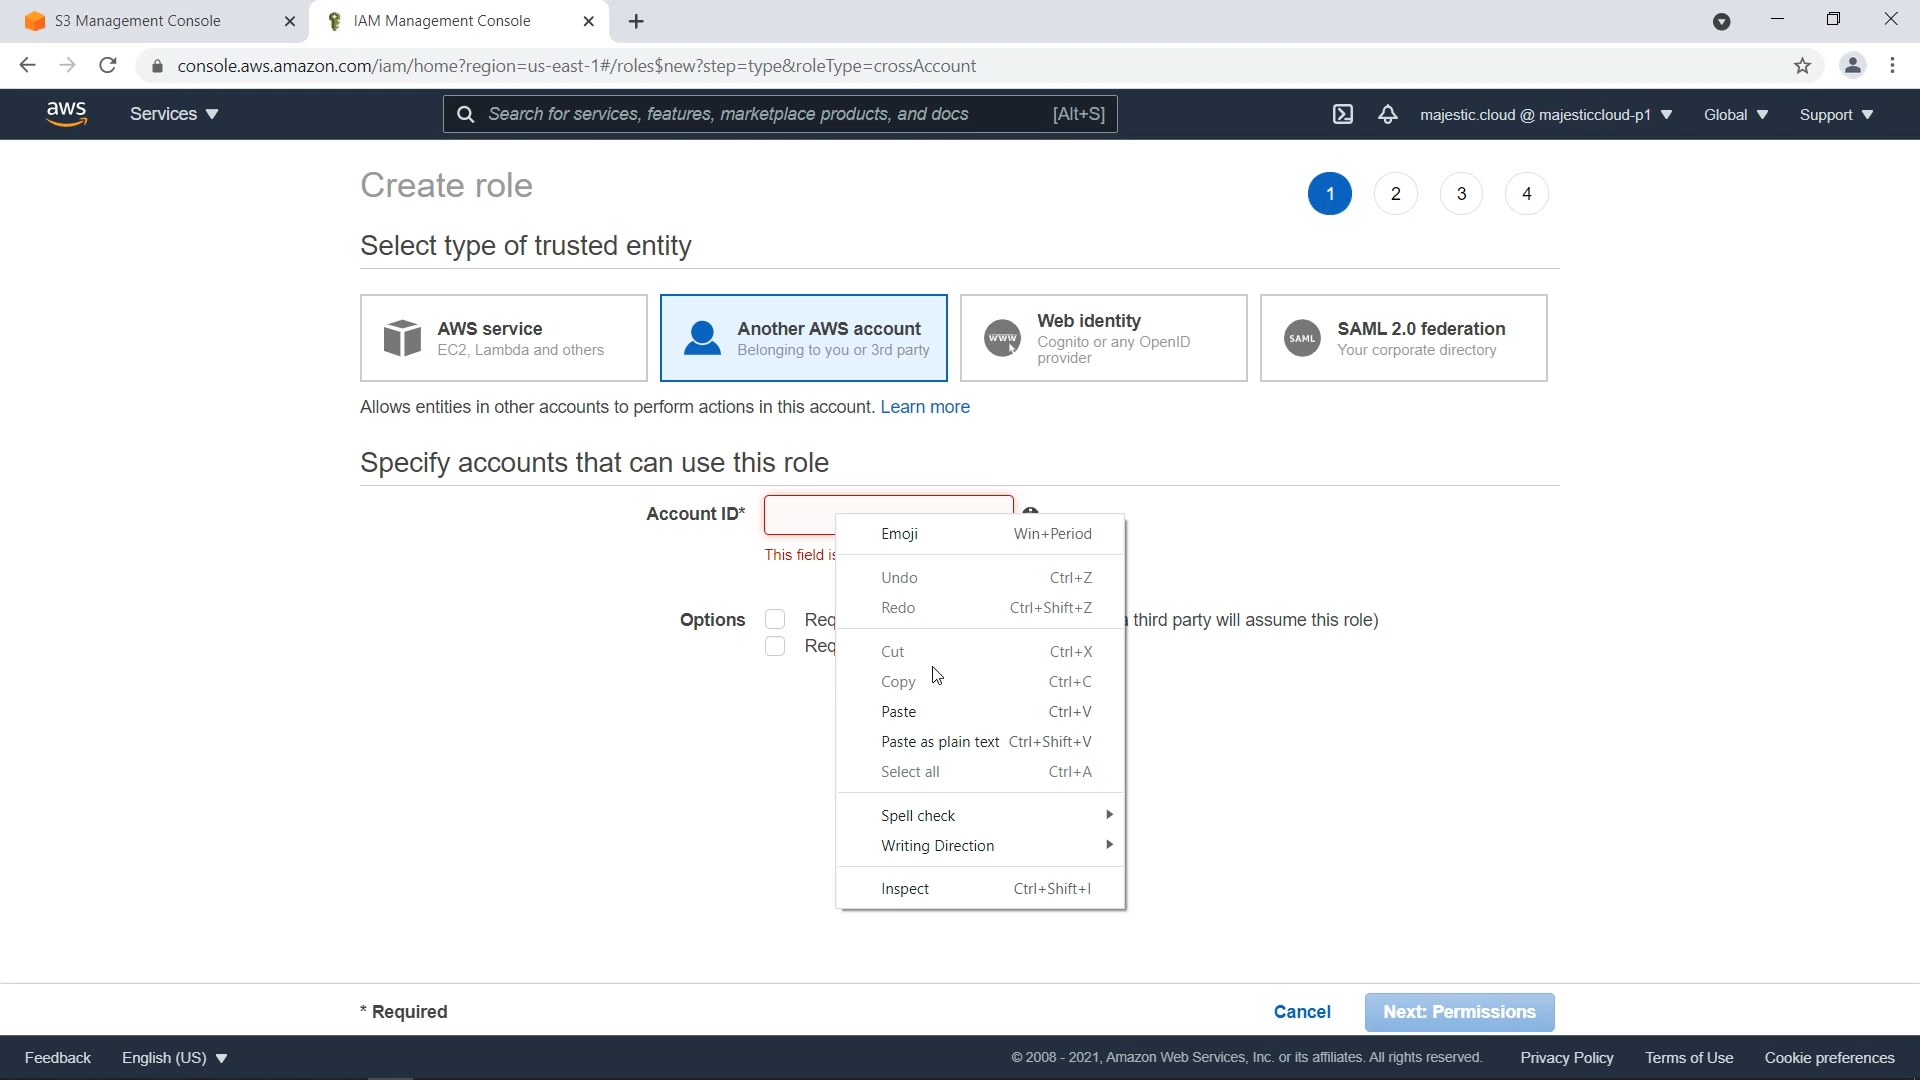 S3 Management Console
IAM Management Console
console.aws.amazon.com/iam/home?region=us-east-1#/roles$new?step=type&roleType=crossAccount
aws
Services
Search for services, features, marketplace products, and docs [Alt+S]
majestic.cloud @ majesticcloud-p1
Global
Support
Create role
1 2 3 4
Select type of trusted entity
AWS service
EC2, Lambda and others
Another AWS account
Belonging to you or 3rd party
www
Web identity
Cognito or any OpenID
provider
SAML
SAML 2.0 federation
Your corporate directory
Allows entities in other accounts to perform actions in this account. Learn more
Specify accounts that can use this role
Account ID*
This field is
Options
Req
third party will assume this role)
Req
Emoji Win+Period
Undo Ctrl+Z
Redo Ctrl+Shift+Z
Cut Ctrl+X
Copy Ctrl+C
Paste Ctrl+V
Paste as plain text Ctrl+Shift+V
Select all Ctrl+A
Spell check
Writing Direction
Inspect Ctrl+Shift+I
* Required
Cancel
Next: Permissions
Feedback
English (US)
© 2008 - 2021, Amazon Web Services, Inc. or its affiliates. All rights reserved.
Privacy Policy
Terms of Use
Cookie preferences